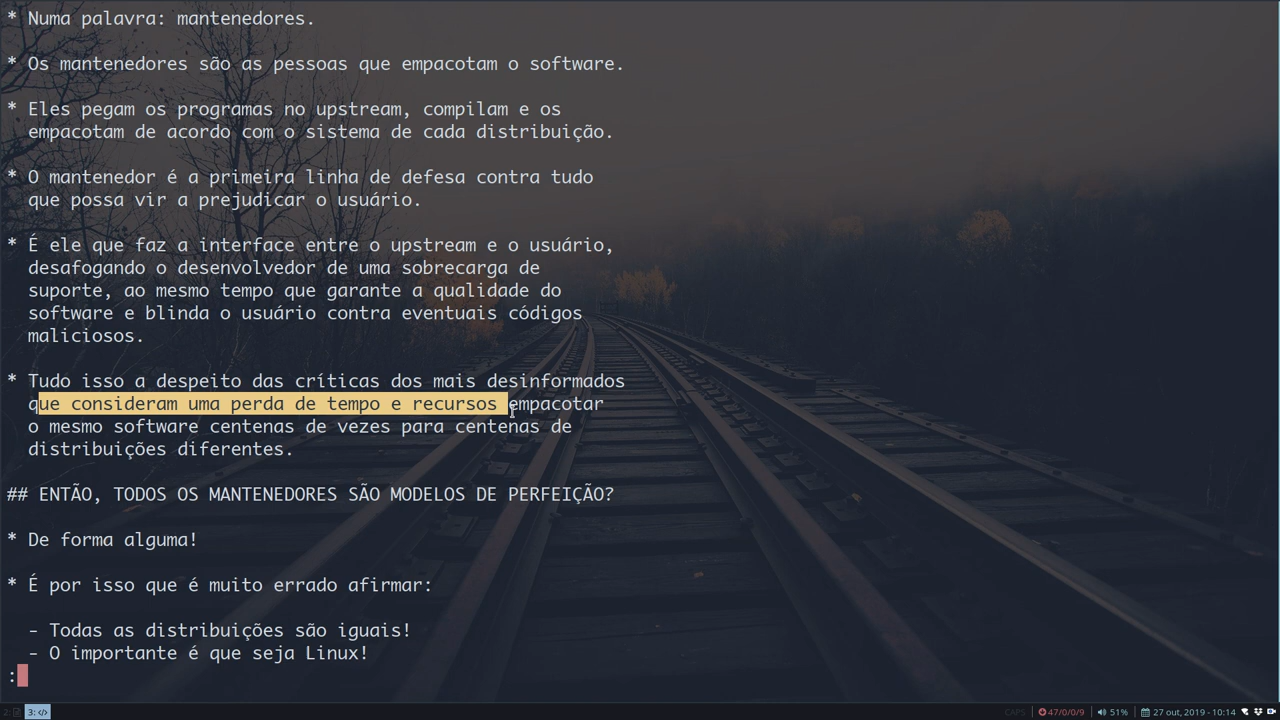 * Numa palavra: mantenedores.
* Os mantenedores são as pessoas que empacotam o software.
* Eles pegam os programas no upstream, compilam e os
empacotam de acordo com o sistema de cada distribuição.
* O mantenedor é a primeira linha de defesa contra tudo
que possa vir a prejudicar o usuário.
* É ele que faz a interface entre o upstream e o usuário,
desafogando o desenvolvedor de uma sobrecarga de
suporte, ao mesmo tempo que garante a qualidade do
software e blinda o usuário contra eventuais códigos
maliciosos.
* Tudo isso a despeito das críticas dos mais desinformados
que consideram uma perda de tempo e recursos empacotar
o mesmo software centenas de vezes para centenas de
distribuições diferentes.
## ENTÃO, TODOS OS MANTENEDORES SÃO MODELOS DE PERFEIÇÃO?
* De forma alguma!
* É por isso que é muito errado afirmar:
- Todas as distribuições são iguais!
- O importante é que seja Linux!
:
2: 3: </> CAPS 47/0/0/9 51% 27 out, 2019 - 10:14